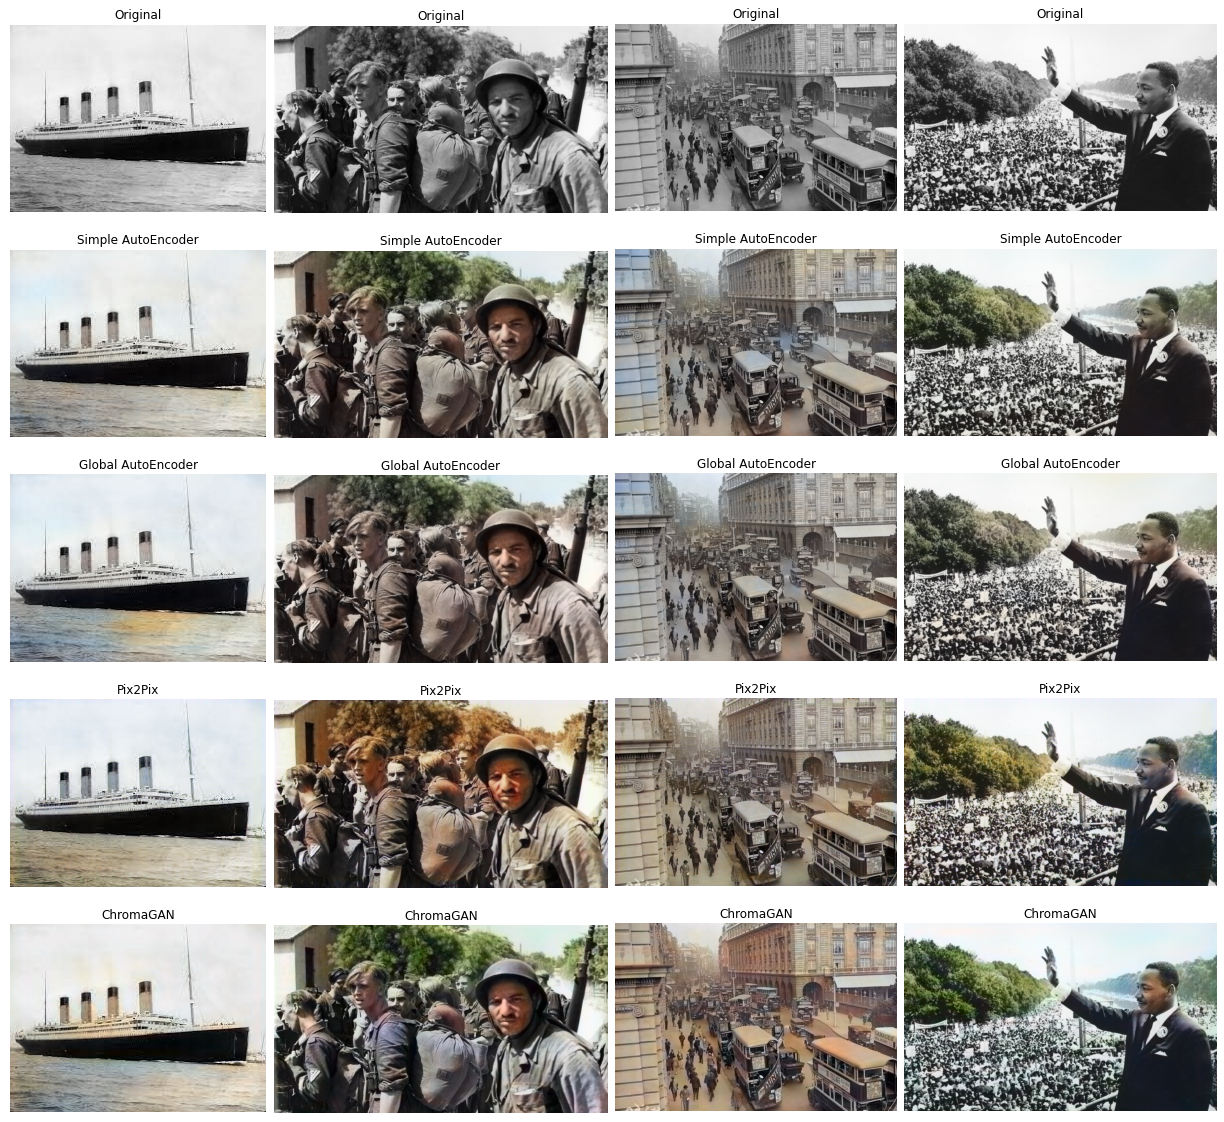 Original
Original
Original
Original
Simple AutoEncoder
Simple AutoEncoder
Simple AutoEncoder
Simple AutoEncoder
Global AutoEncoder
Global AutoEncoder
Global AutoEncoder
Global AutoEncoder
Pix2Pix
Pix2Pix
Pix2Pix
Pix2Pix
ChromaGAN
ChromaGAN
ChromaGAN
ChromaGAN